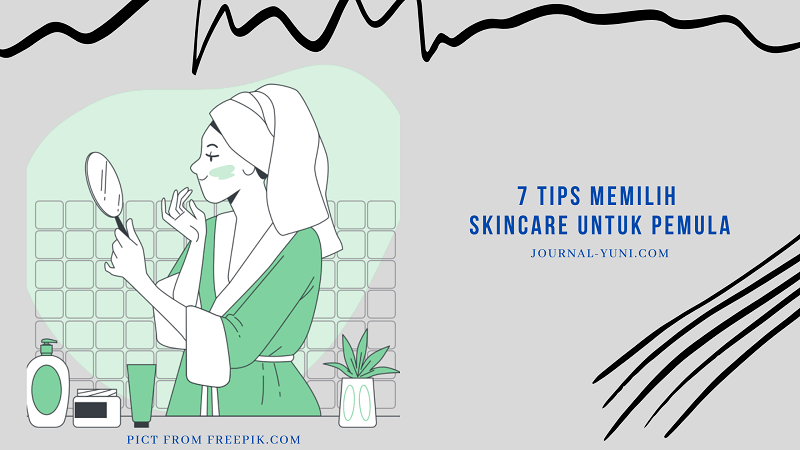 7 TIPS MEMILIH
SKINCARE UNTUK PEMULA
JOURNAL-YUNI.COM
PICT FROM FREEPIK.COM